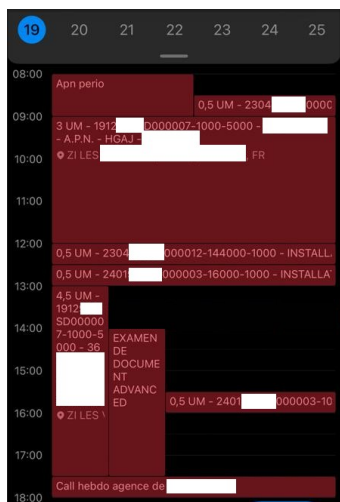 19 20 21 22 23 24 25
08:00
Apn perio
0,5 UM - 2304 000C
09:00
3 UM - 1912 D000007-1000-5000 -
- A.P.N. - HGAJ -
ZI LES , FR
10:00
11:00
12:00
0,5 UM - 2304 000012-144000-1000 - INSTALL
0,5 UM - 2401 000003-16000-1000 - INSTALLA
13:00
4,5 UM -
1912
SD00000
7-1000-5
000 - 36
ZI LES
14:00
EXAMEN
DE
DOCUME
NT
ADVANC
ED
15:00
0,5 UM - 2401 000003-10
16:00
17:00
Call hebdo agence de
18:00